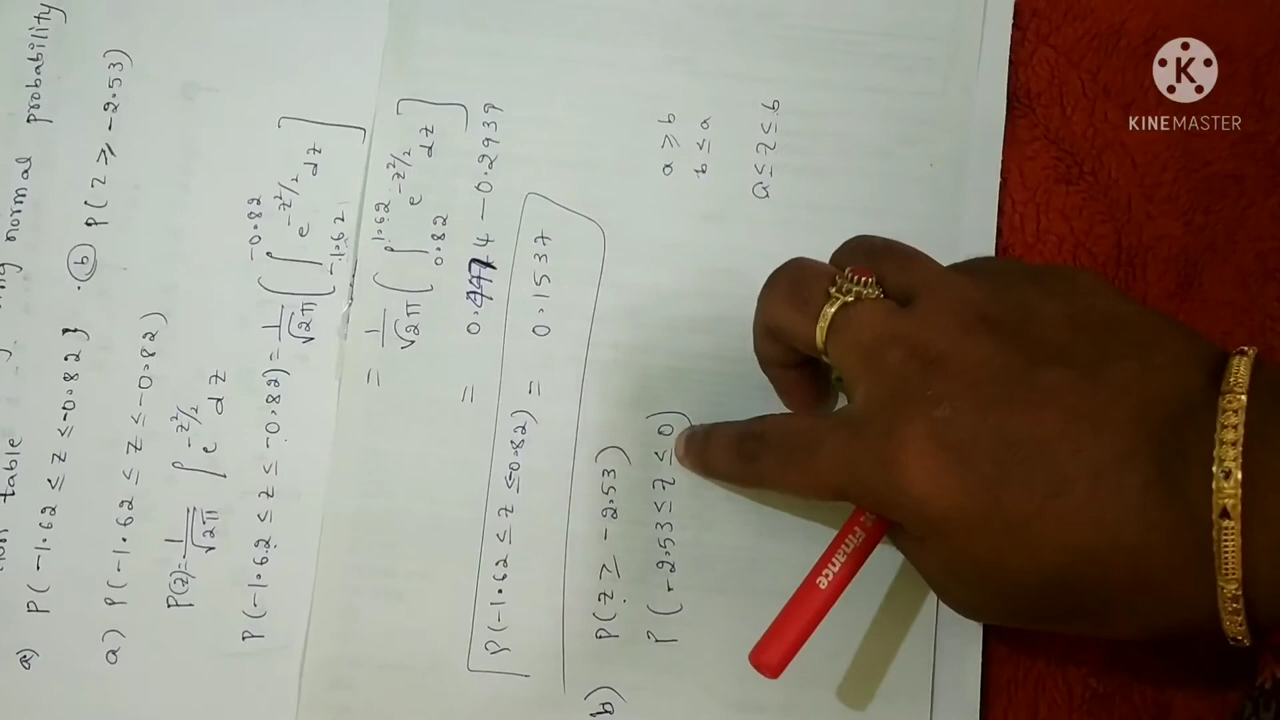 normal probability
table
a) P(-1.62 ≤ z ≤ -0.82} . (b) P(z ≥ -2.53)
a) P(-1.62 ≤ z ≤ -0.82)
P(z) = 1/√2π ∫ e^-z²/2 dz
P(-1.62 ≤ z ≤ -0.82) = 1/√2π ( ∫_-1.62^-0.82 e^-z²/2 dz ]
= 1/√2π ( ∫_0.82^1.62 e^-z²/2 dz ]
= 0.4474 - 0.2939
P(-1.62 ≤ z ≤ -0.82) = 0.1537
b) P(z ≥ -2.53)
P(-2.53 ≤ z ≤ 0)
a ≥ b
b ≤ a
a ≤ z ≤ b
Finance
K
KINEMASTER